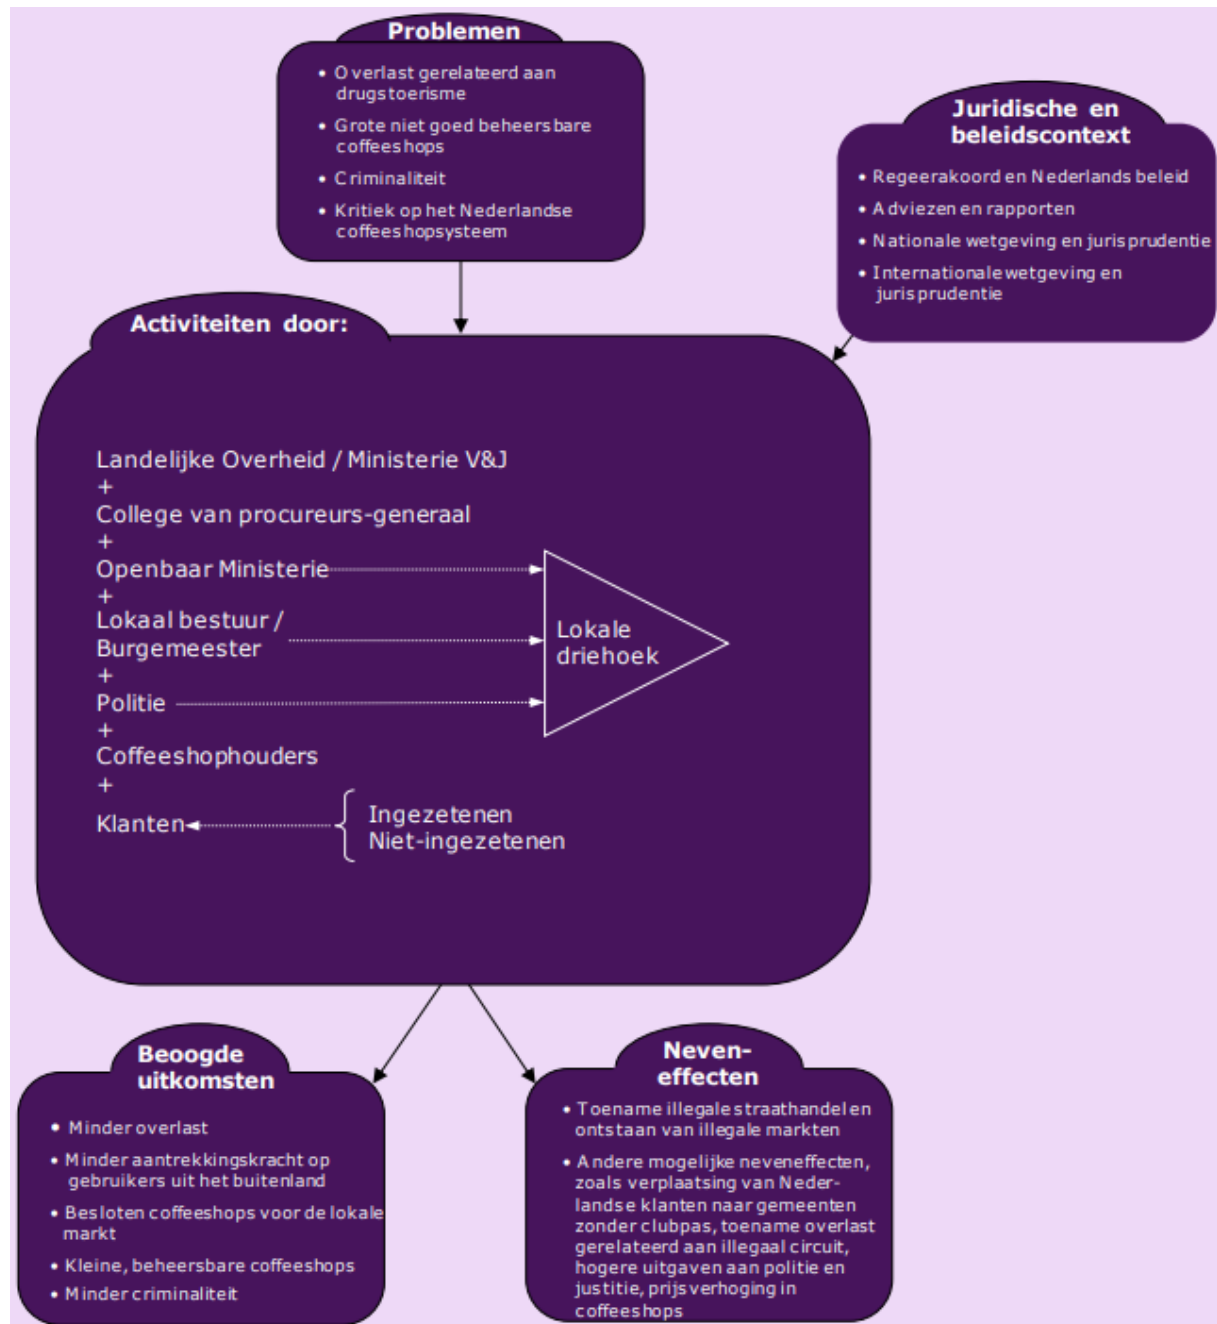 Problemen
• Overlast gerelateerd aan
drugstoerisme
• Grote niet goed beheersbare
coffeeshops
• Criminaliteit
• Kritiek op het Nederlandse
coffeeshopsysteem
Juridische en
beleidscontext
• Regeerakoord en Nederlands beleid
• Adviezen en rapporten
• Nationale wetgeving en jurisprudentie
• Internationale wetgeving en
jurisprudentie
Activiteiten door:
Landelijke Overheid / Ministerie V&J
+
College van procureurs-generaal
+
Openbaar Ministerie
+
Lokaal bestuur /
Burgemeester
+
Politie
+
Coffeeshophouders
+
Klanten
Lokale
driehoek
Ingezetenen
Niet-ingezetenen
Beoogde
uitkomsten
• Minder overlast
• Minder aantrekkingskracht op
gebruikers uit het buitenland
• Besloten coffeeshops voor de lokale
markt
• Kleine, beheersbare coffeeshops
• Minder criminaliteit
Neven-
effecten
• Toename illegale straathandel en
ontstaan van illegale markten
• Andere mogelijke neveneffecten,
zoals verplaatsing van Neder-
landse klanten naar gemeenten
zonder clubpas, toename overlast
gerelateerd aan illegaal circuit,
hogere uitgaven aan politie en
justitie, prijsverhoging in
coffeeshops